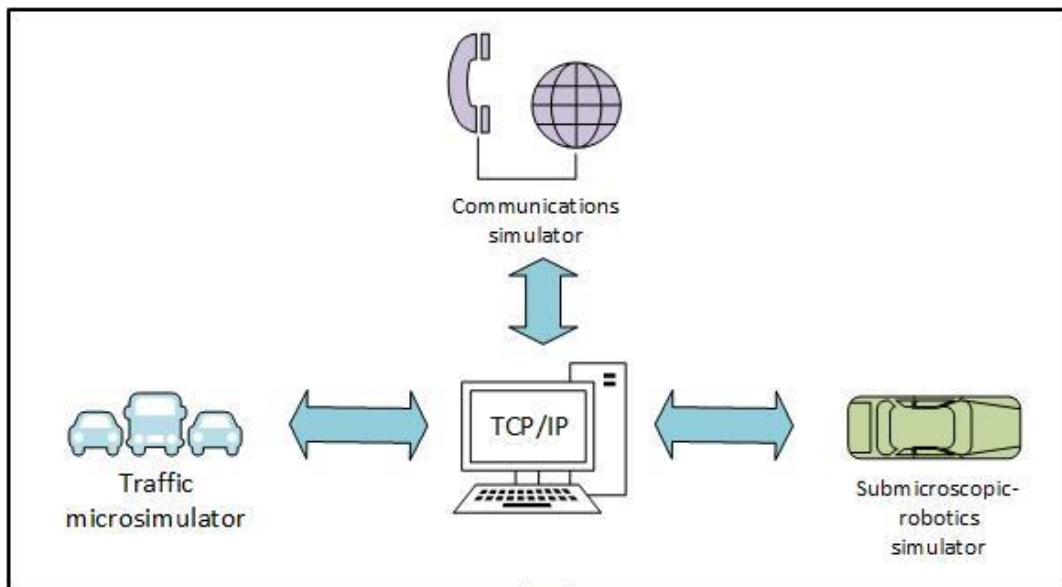 Communications
simulator
TCP/IP
Traffic
microsimulator
Submicroscopic-
robotics
simulator